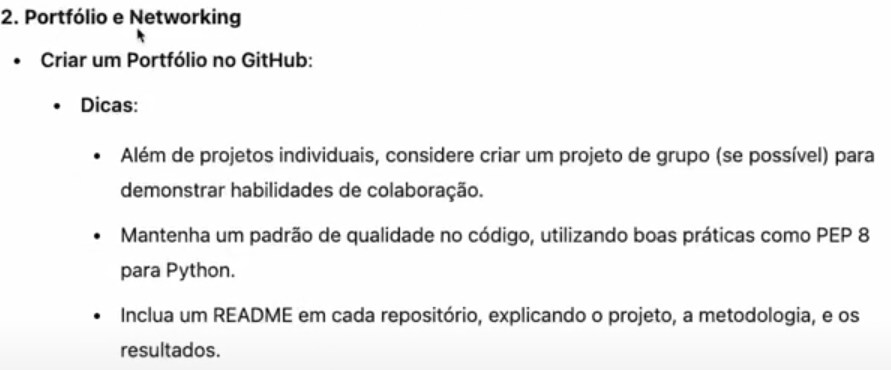 2. Portfólio e Networking
• Criar um Portfólio no GitHub:
• Dicas:
• Além de projetos individuais, considere criar um projeto de grupo (se possível) para
demonstrar habilidades de colaboração.
• Mantenha um padrão de qualidade no código, utilizando boas práticas como PEP 8
para Python.
• Inclua um README em cada repositório, explicando o projeto, a metodologia, e os
resultados.